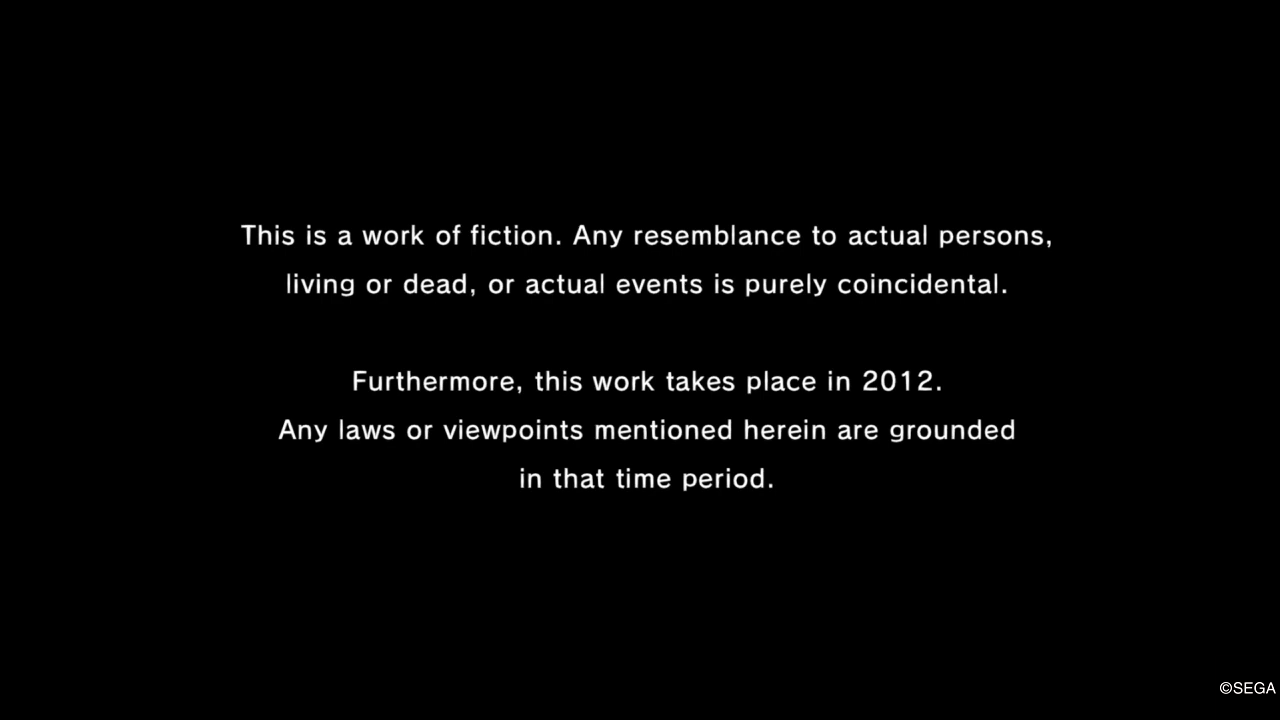 This is a work of fiction. Any resemblance to actual persons,
living or dead, or actual events is purely coincidental.
Furthermore, this work takes place in 2012.
Any laws or viewpoints mentioned herein are grounded
in that time period.
©SEGA